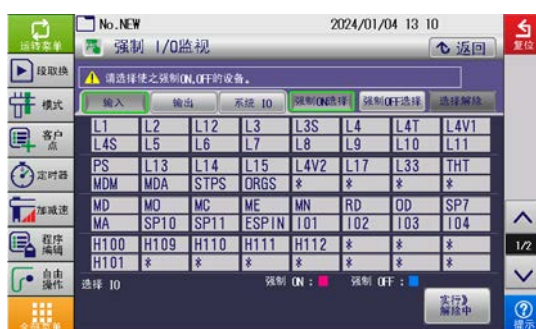 No.NEW 2024/01/04 13 10
运转菜单
强制 I/O监视
返回
复位
段取换
请选择使之强制ON,OFF的设备。
模式
输入 输出 系统 IO 强制ON选择 强制OFF选择 选择解除
L1 L2 L12 L3 L3S L4 L4T L4V1
L4S L5 L6 L7 L8 L9 L10 L11
客户点
PS L13 L14 L15 L4V2 L17 L33 THT
MDM MDA STPS ORGS * * * *
定时器
MD MO MC ME MN RD OD SP7
MA SP10 SP11 ESPIN I01 I02 I03 I04
加减速
H100 H109 H110 H111 H112 * * *
H101 * * * * * * *
程序编辑
1/2
选择 IO 强制 ON : 强制 OFF :
自由操作
实行》
解除中
全部菜单
提示